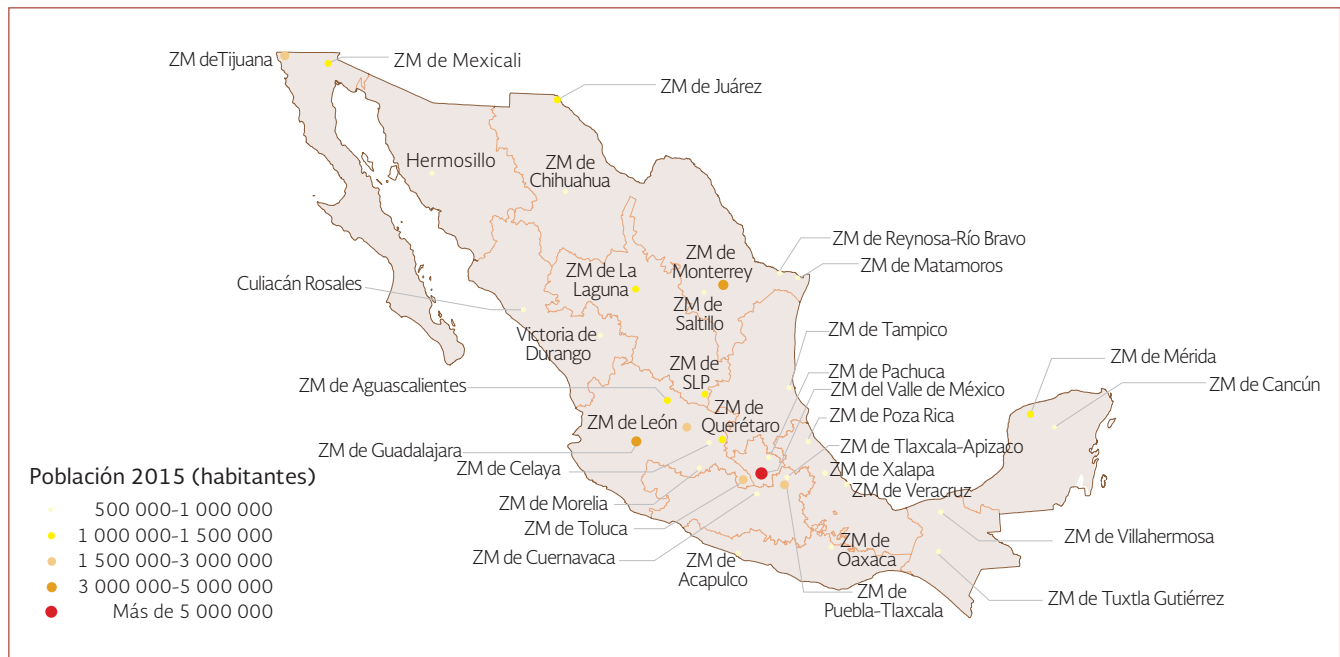 ZM deTijuana
ZM de Mexicali
ZM de Juárez
Hermosillo
ZM de
Chihuahua
ZM de Reynosa-Río Bravo
ZM de
Monterrey
ZM de Matamoros
ZM de La
Laguna
Culiacán Rosales
ZM de
Saltillo
Victoria de
Durango
ZM de Tampico
ZM de Mérida
ZM de
SLP
ZM de Pachuca
ZM de Aguascalientes
ZM de Cancún
ZM del Valle de México
ZM de
Querétaro
ZM de León
ZM de Poza Rica
ZM de Guadalajara
ZM de Tlaxcala-Apizaco
ZM de Celaya
ZM de Xalapa
ZM de Veracruz
ZM de Morelia
ZM de Toluca
ZM de Villahermosa
ZM de Cuernavaca
ZM de
Oaxaca
ZM de
Acapulco
ZM de
Puebla-Tlaxcala
ZM de Tuxtla Gutiérrez
Población 2015 (habitantes)
500 000-1 000 000
1 000 000-1 500 000
1 500 000-3 000 000
3 000 000-5 000 000
Más de 5 000 000